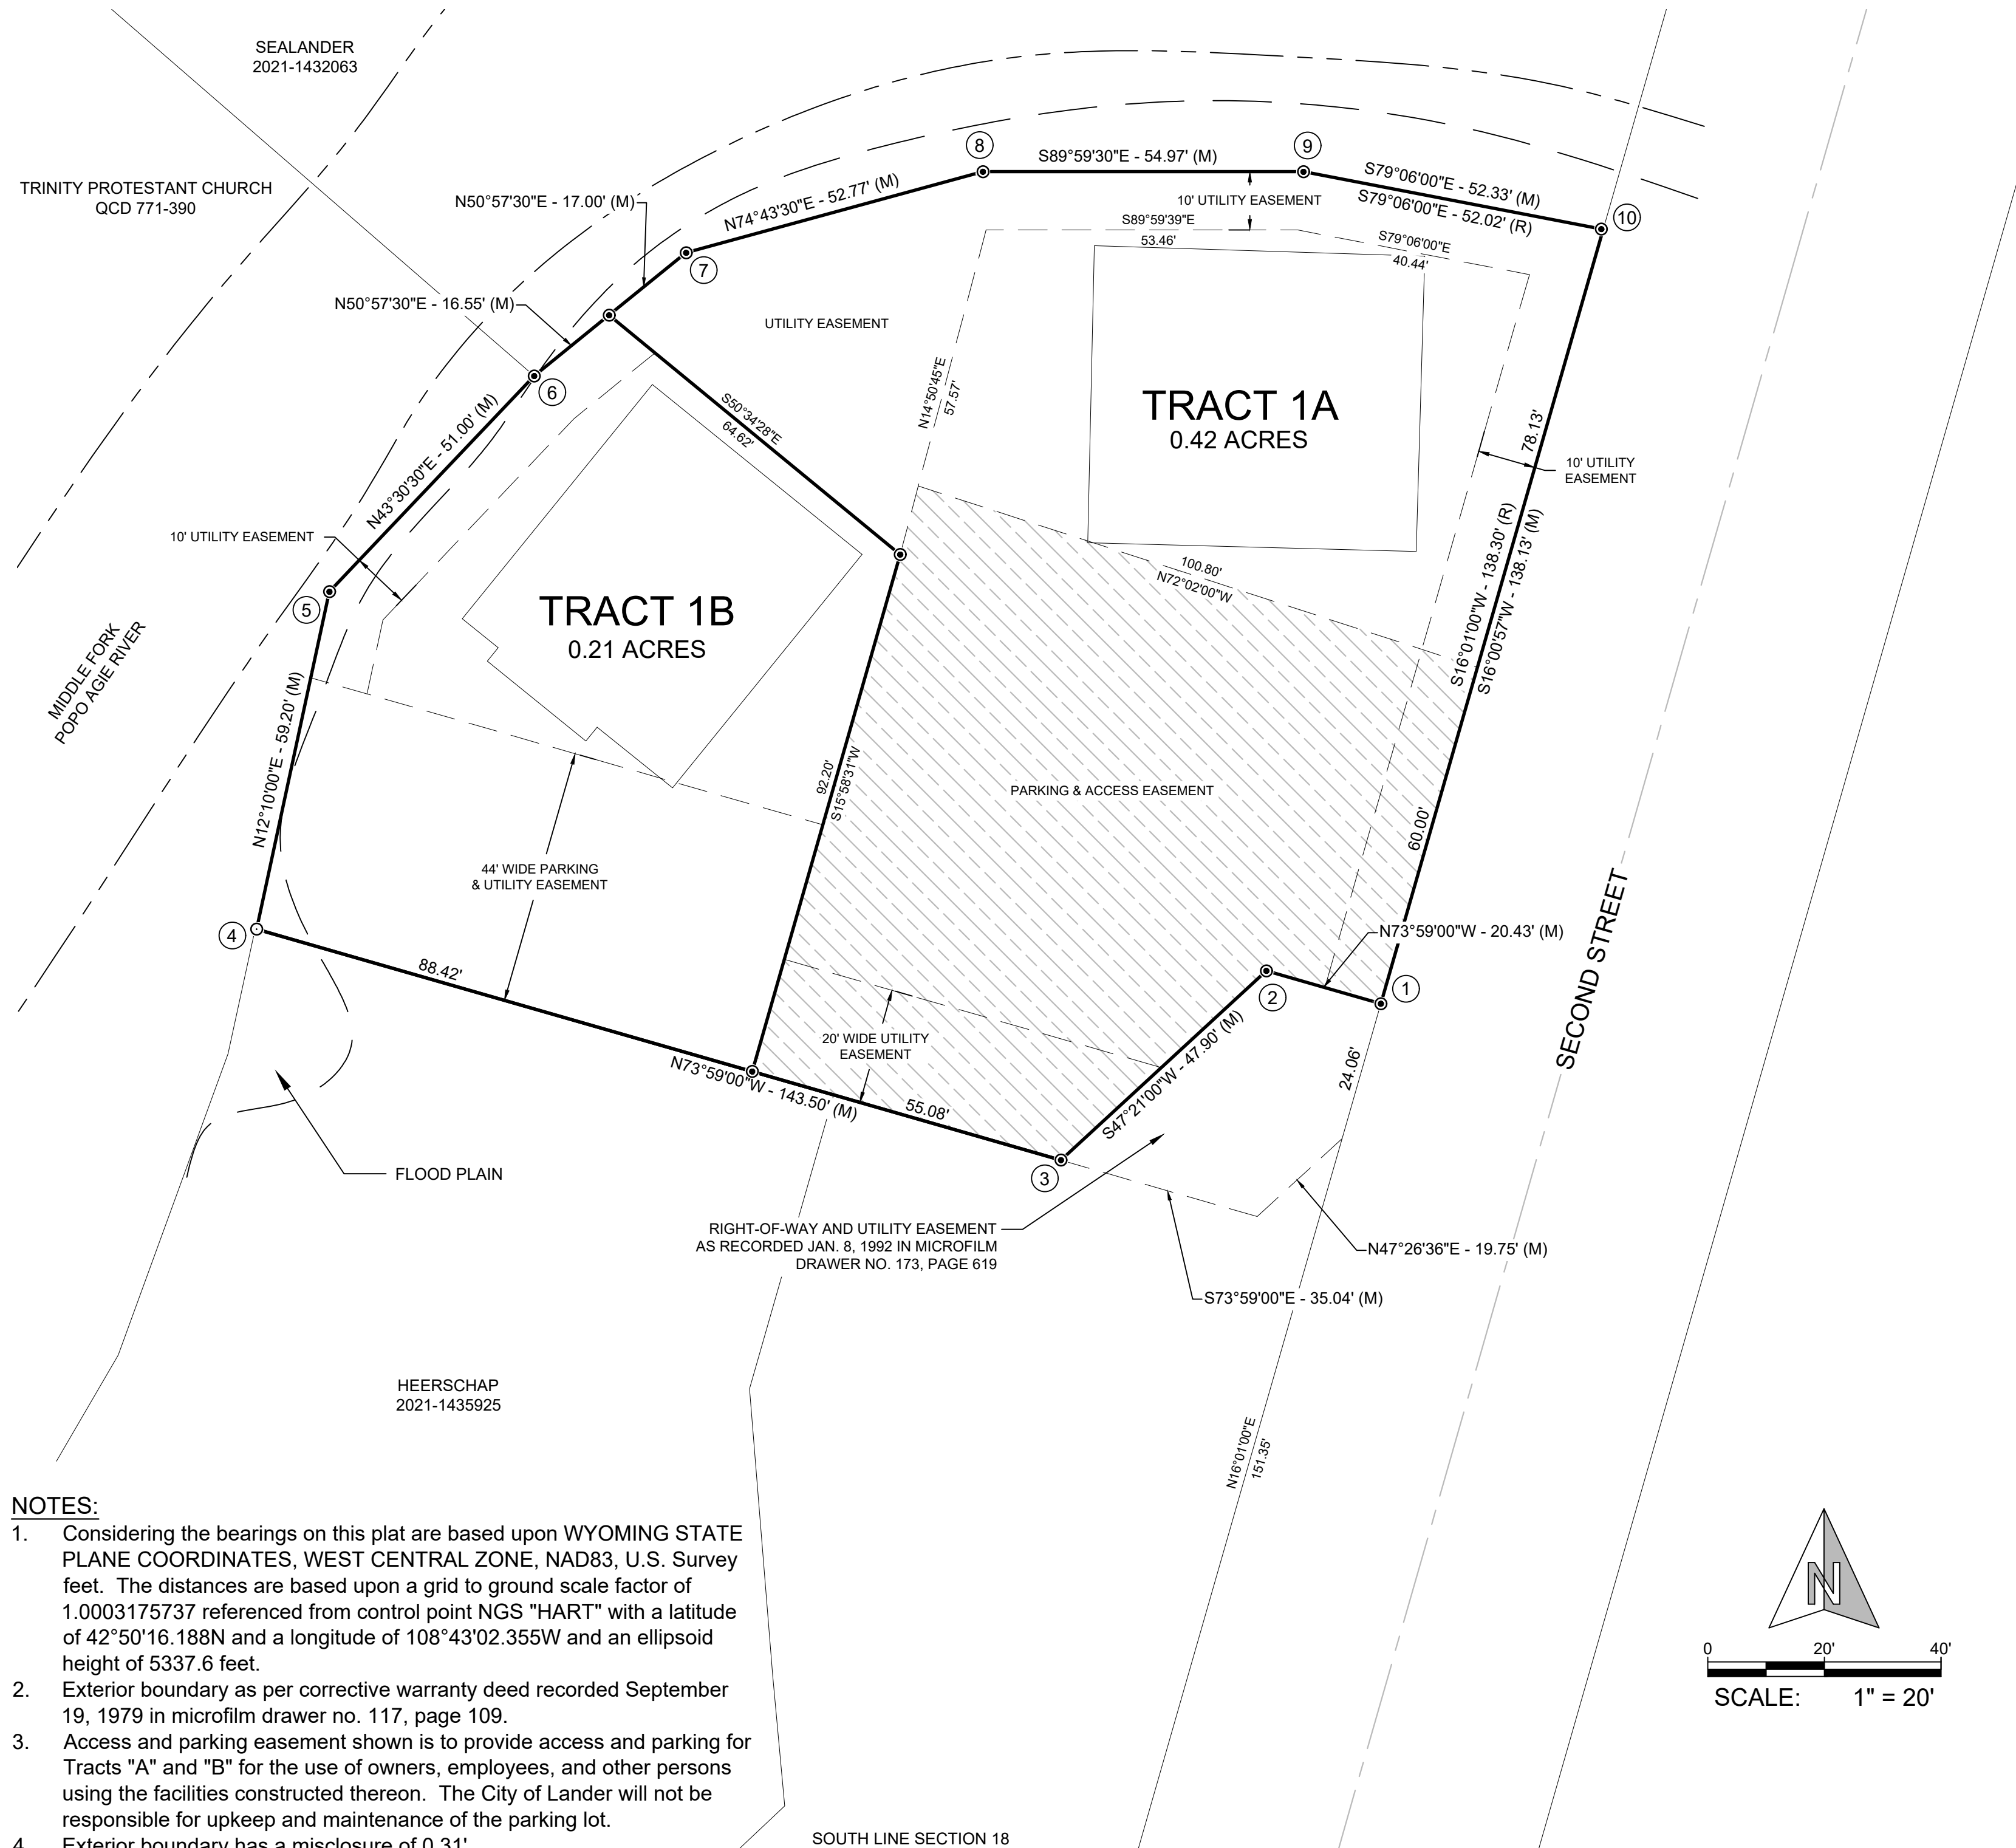 SEALANDER
2021-1432063
TRINITY PROTESTANT CHURCH
QCD 771-390
N50°57'30"E - 17.00' (M)
N74°43'30"E - 52.77' (M)
8
S89°59'30"E - 54.97' (M)
9
S79°06'00"E - 52.33' (M)
S79°06'00"E - 52.02' (R)
10
10' UTILITY EASEMENT
S89°59'39"E
53.46'
S79°06'00"E
40.44'
7
N50°57'30"E - 16.55' (M)
UTILITY EASEMENT
6
N43°30'30"E - 51.00' (M)
S50°34'28"E
64.62'
N14°50'45"E
57.57'
TRACT 1A
0.42 ACRES
78.13'
10' UTILITY
EASEMENT
10' UTILITY EASEMENT
5
TRACT 1B
0.21 ACRES
100.80'
N72°02'00"W
S16°01'00"W - 138.30' (R)
S16°00'57"W - 138.13' (M)
MIDDLE FORK
POPO AGIE RIVER
N12°10'00"E - 59.20' (M)
92.20'
S15°58'31"W
PARKING & ACCESS EASEMENT
60.00'
44' WIDE PARKING
& UTILITY EASEMENT
4
88.42'
N73°59'00"W - 20.43' (M)
SECOND STREET
2
1
20' WIDE UTILITY
EASEMENT
N73°59'00"W - 143.50' (M)
55.08'
S47°21'00"W - 47.90' (M)
24.06'
3
FLOOD PLAIN
RIGHT-OF-WAY AND UTILITY EASEMENT
AS RECORDED JAN. 8, 1992 IN MICROFILM
DRAWER NO. 173, PAGE 619
N47°26'36"E - 19.75' (M)
S73°59'00"E - 35.04' (M)
HEERSCHAP
2021-1435925
N16°01'00"E
151.35'
NOTES:
1. Considering the bearings on this plat are based upon WYOMING STATE
PLANE COORDINATES, WEST CENTRAL ZONE, NAD83, U.S. Survey
feet. The distances are based upon a grid to ground scale factor of
1.0003175737 referenced from control point NGS "HART" with a latitude
of 42°50'16.188N and a longitude of 108°43'02.355W and an ellipsoid
height of 5337.6 feet.
2. Exterior boundary as per corrective warranty deed recorded September
19, 1979 in microfilm drawer no. 117, page 109.
3. Access and parking easement shown is to provide access and parking for
Tracts "A" and "B" for the use of owners, employees, and other persons
using the facilities constructed thereon. The City of Lander will not be
responsible for upkeep and maintenance of the parking lot.
4. Exterior boundary has a misclosure of 0.31'
SOUTH LINE SECTION 18
N
0 20' 40'
SCALE: 1" = 20'